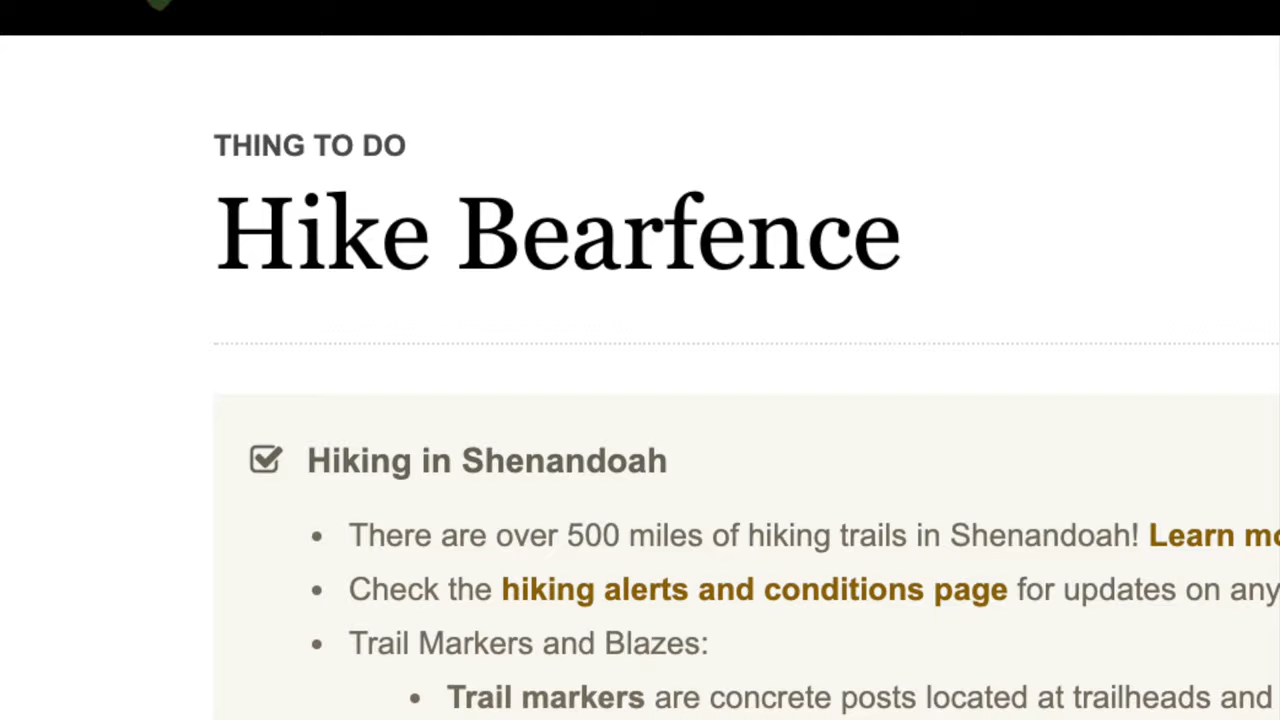 THING TO DO
Hike Bearfence
Hiking in Shenandoah
There are over 500 miles of hiking trails in Shenandoah! Learn
Check the hiking alerts and conditions page for updates on any
Trail Markers and Blazes:
Trail markers are concrete posts located at trailheads and